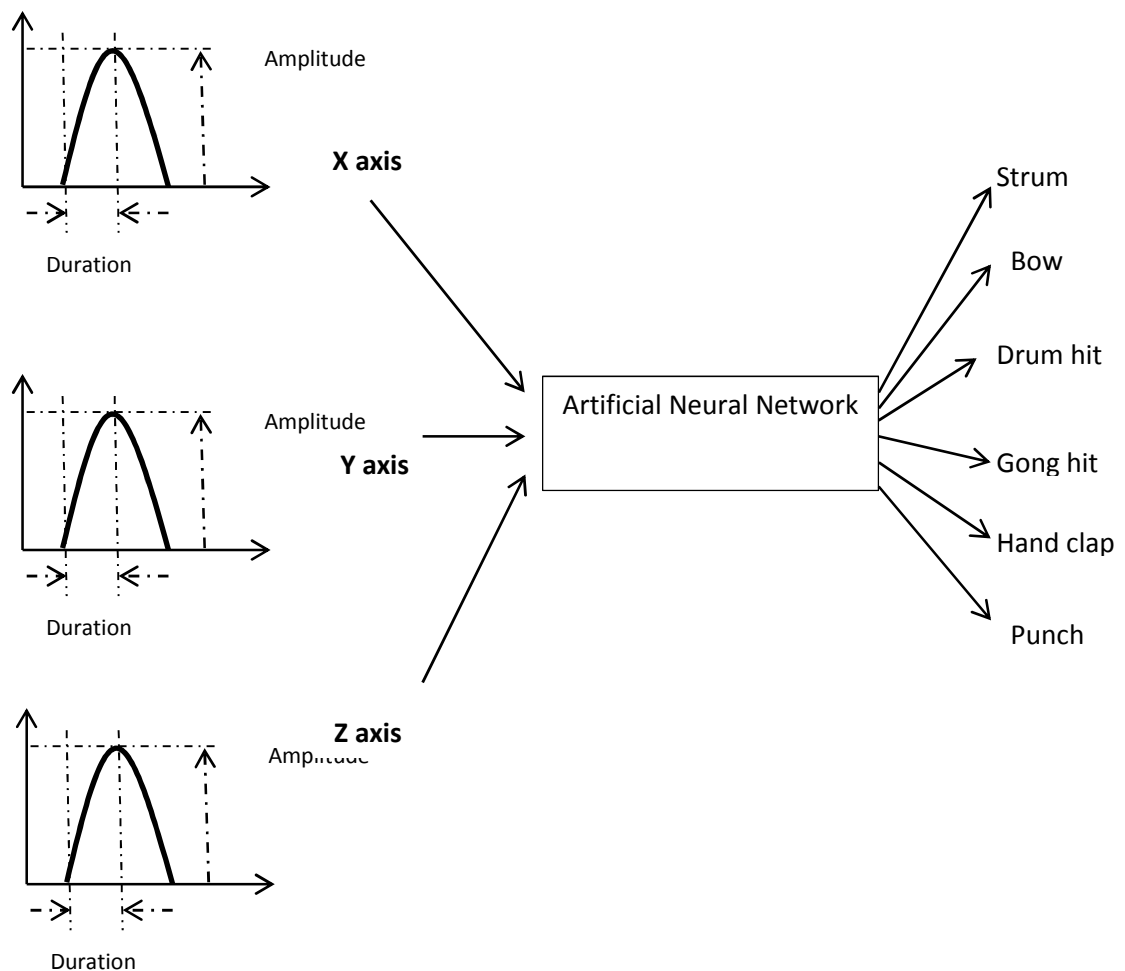 Amplitude
X axis
Duration
Amplitude
Y axis
Duration
Z axis
Amplitude
Duration
Artificial Neural Network
Strum
Bow
Drum hit
Gong hit
Hand clap
Punch